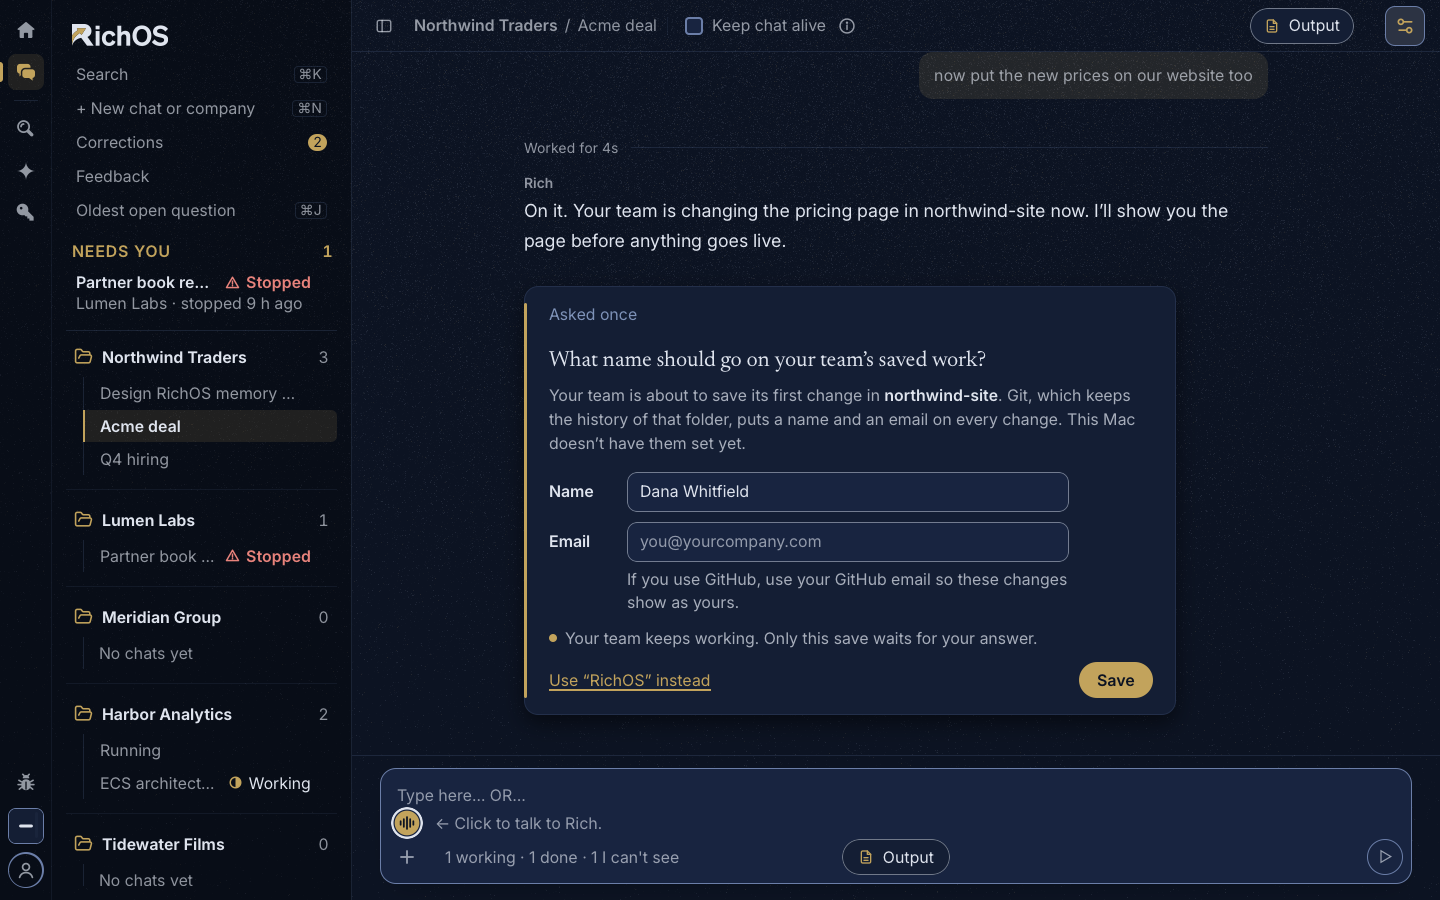 RichOS
Search ⌘K
+ New chat or company ⌘N
Corrections 2
Feedback
Oldest open question ⌘J
NEEDS YOU 1
Partner book re... Stopped
Lumen Labs · stopped 9 h ago
Northwind Traders 3
Design RichOS memory ...
Acme deal
Q4 hiring
Lumen Labs 1
Partner book ... Stopped
Meridian Group 0
No chats yet
Harbor Analytics 2
Running
ECS architect... Working
Tidewater Films 0
No chats yet
Northwind Traders / Acme deal Keep chat alive Output
now put the new prices on our website too
Worked for 4s
Rich
On it. Your team is changing the pricing page in northwind-site now. I’ll show you the
page before anything goes live.
Asked once
What name should go on your team’s saved work?
Your team is about to save its first change in northwind-site. Git, which keeps
the history of that folder, puts a name and an email on every change. This Mac
doesn’t have them set yet.
Name Dana Whitfield
Email you@yourcompany.com
If you use GitHub, use your GitHub email so these changes
show as yours.
Your team keeps working. Only this save waits for your answer.
Use “RichOS” instead Save
Type here... OR...
← Click to talk to Rich.
1 working · 1 done · 1 I can't see Output